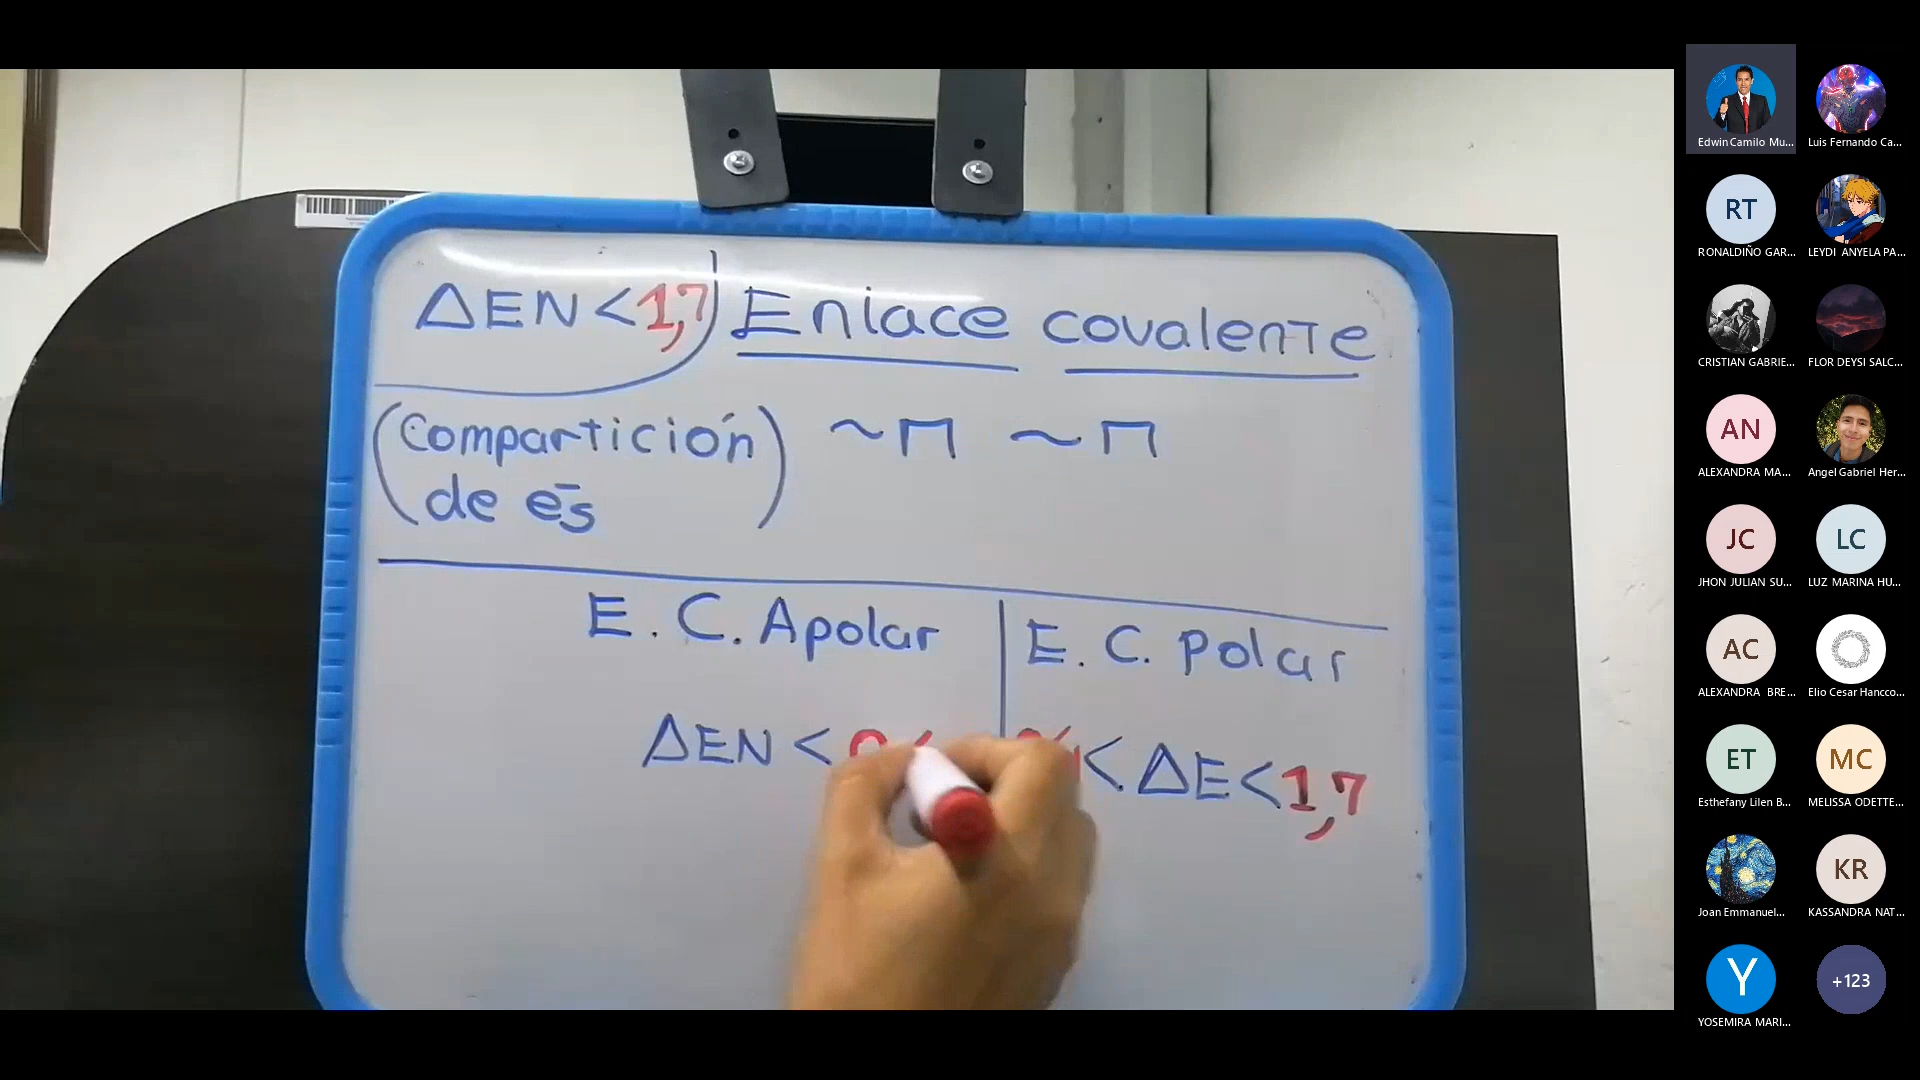 ΔEN<1,7 Enlace covalente
(Compartición ~Π ~Π
de es)
E. C. Apolar E. C. Polar
ΔEN < < ΔE < 1,7
Edwin Camilo Mu... Luis Fernando Ca...
RT
RONALDIÑO GAR... LEYDI ANYELA PA...
CRISTIAN GABRIE... FLOR DEYSI SALC...
AN
ALEXANDRA MA... Angel Gabriel Her...
JC LC
JHON JULIAN SU... LUZ MARINA HU...
AC
ALEXANDRA BRE... Elio Cesar Hancco...
ET MC
Esthefany Lilen B... MELISSA ODETTE...
KR
Joan Emmanuel... KASSANDRA NAT...
Y +123
YOSEMIRA MARI...